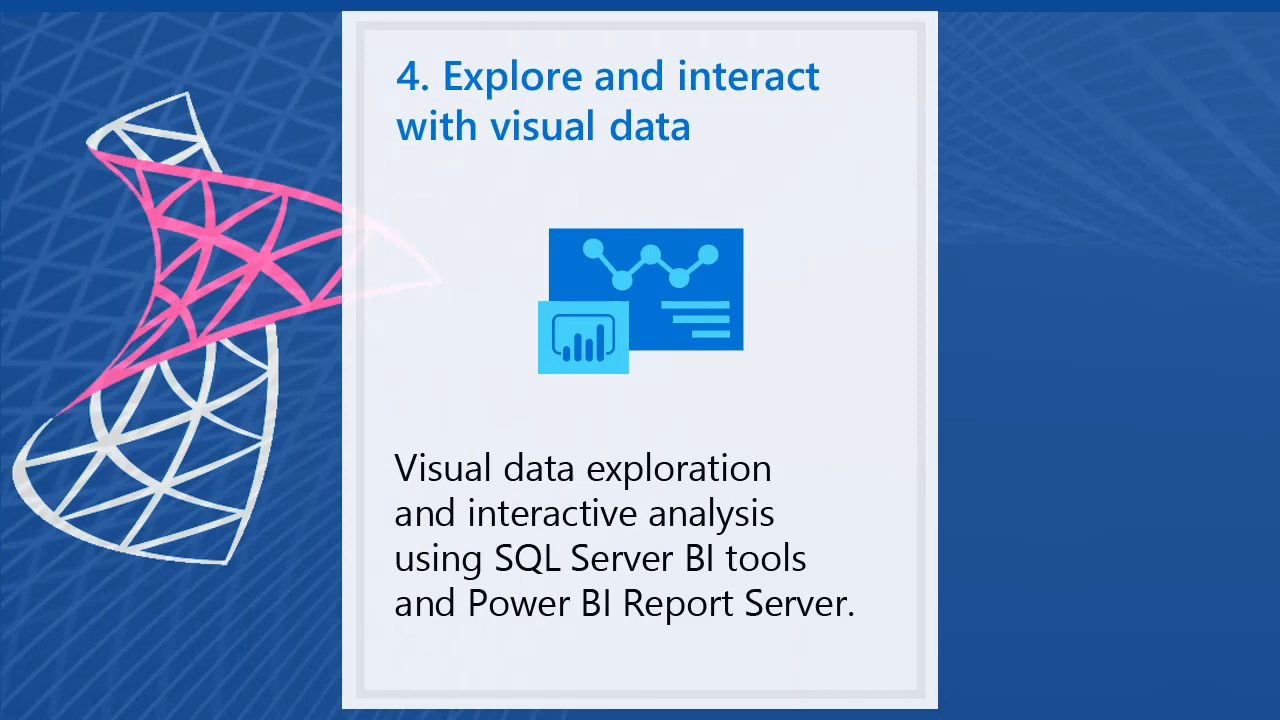 4. Explore and interact
with visual data
Visual data exploration
and interactive analysis
using SQL Server BI tools
and Power BI Report Server.